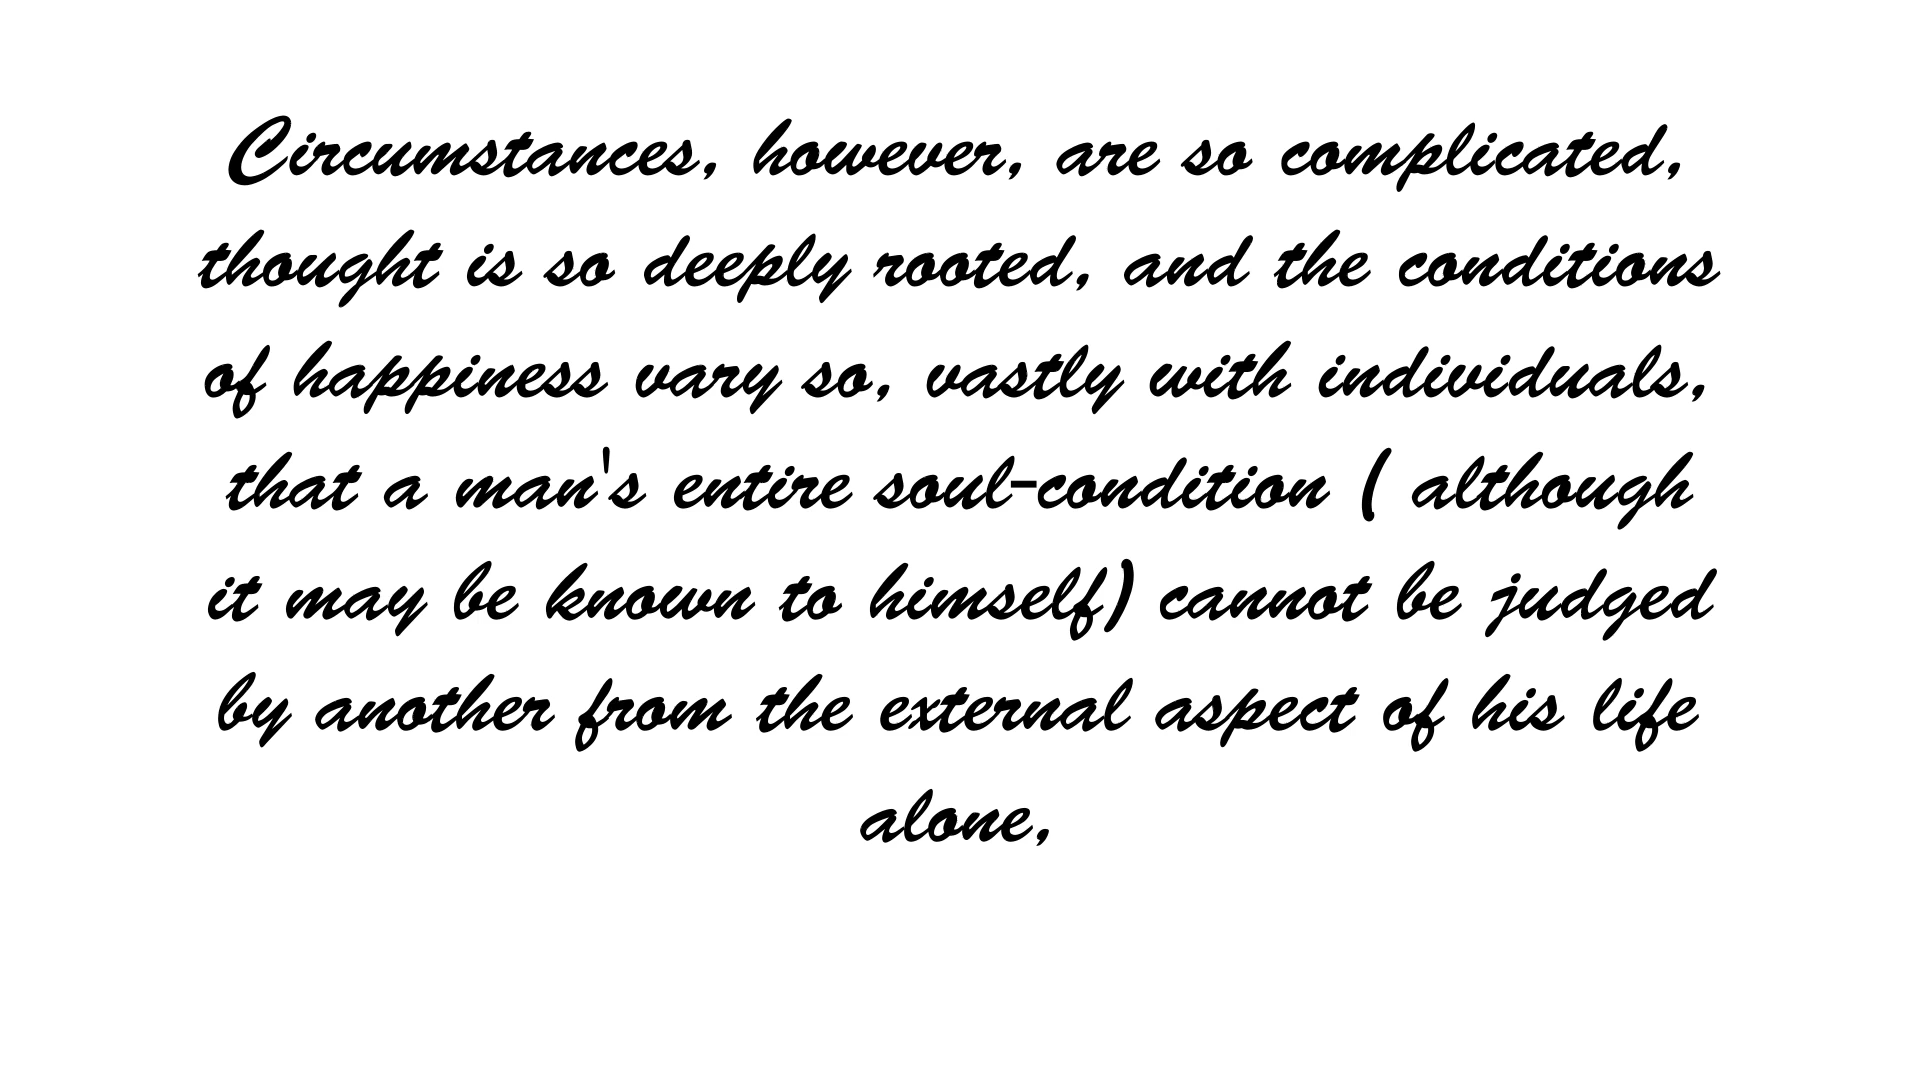 Circumstances, however, are so complicated,
thought is so deeply rooted, and the conditions
of happiness vary so, vastly with individuals,
that a man's entire soul-condition ( although
it may be known to himself) cannot be judged
by another from the external aspect of his life
alone,